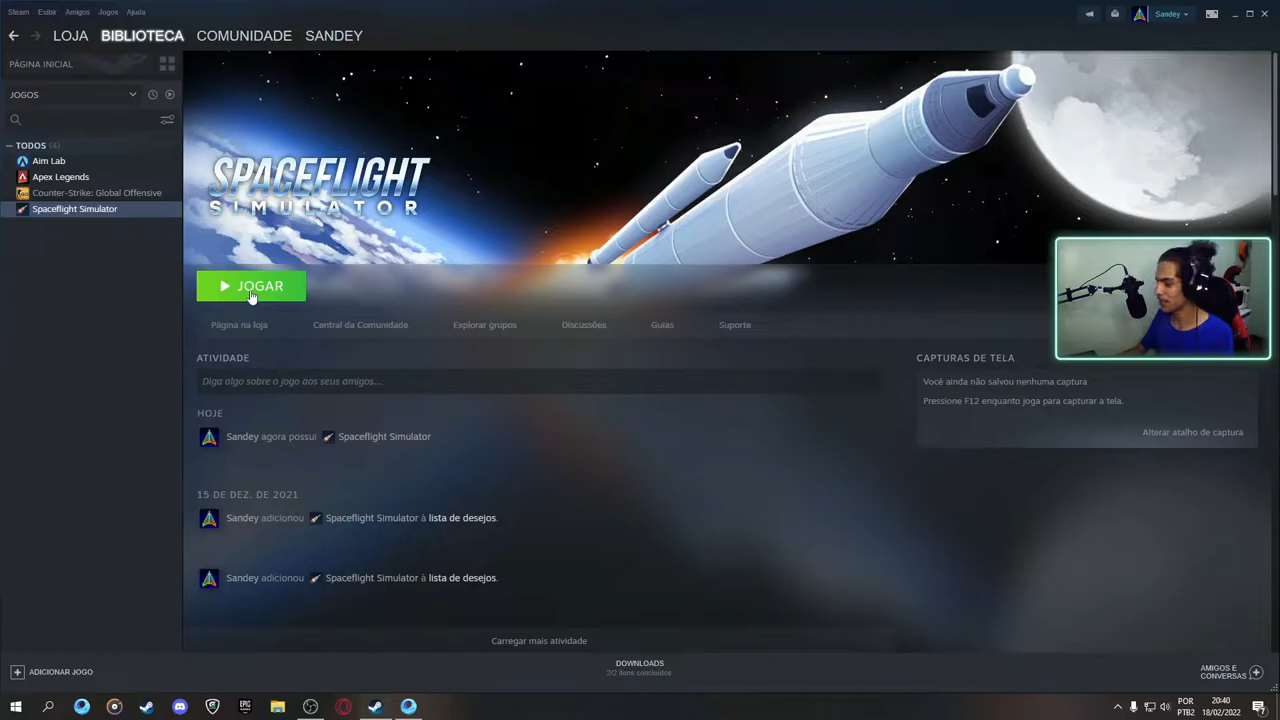 Steam Exibir Amigos Jogos Ajuda
Sandey
LOJA BIBLIOTECA COMUNIDADE SANDEY
PÁGINA INICIAL
JOGOS
TODOS (4)
Aim Lab
Apex Legends
Counter-Strike: Global Offensive
Spaceflight Simulator
SPACEFLIGHT
SIMULATOR
JOGAR
Página na loja Central da Comunidade Explorar grupos Discussões Guias Suporte
ATIVIDADE
Diga algo sobre o jogo aos seus amigos...
HOJE
Sandey agora possui Spaceflight Simulator
15 DE DEZ. DE 2021
Sandey adicionou Spaceflight Simulator à lista de desejos.
Sandey adicionou Spaceflight Simulator à lista de desejos.
Carregar mais atividade
CAPTURAS DE TELA
Você ainda não salvou nenhuma captura
Pressione F12 enquanto joga para capturar a tela.
Alterar atalho de captura
ADICIONAR JOGO
DOWNLOADS
2/2 itens concluídos
AMIGOS E
CONVERSAS
EPIC
GAMES
POR
PTB2
20:40
18/02/2022